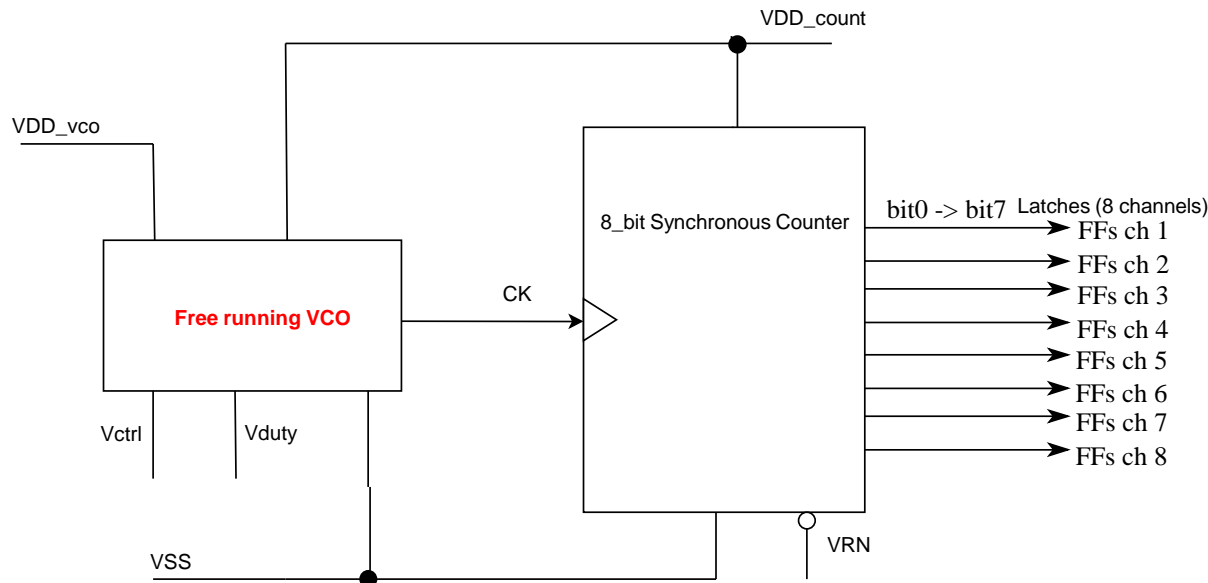 VDD_count
VDD_vco
8_bit Synchronous Counter
bit0 -> bit7
Latches (8 channels)
FFs ch 1
FFs ch 2
FFs ch 3
FFs ch 4
FFs ch 5
FFs ch 6
FFs ch 7
FFs ch 8
CK
Free running VCO
Vctrl
Vduty
VRN
VSS